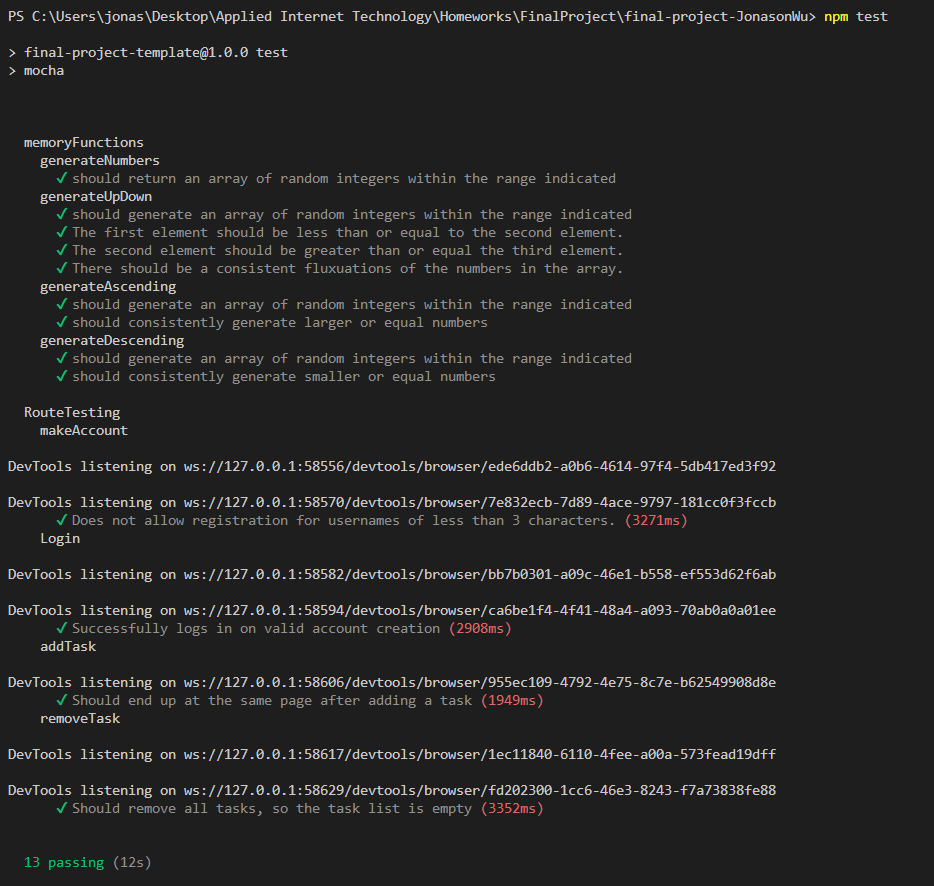 PS C:\Users\jonas\Desktop\Applied Internet Technology\Homeworks\FinalProject\final-project-JonasonWu> npm test
> final-project-template@1.0.0 test
> mocha
memoryFunctions
generateNumbers
✓ should return an array of random integers within the range indicated
generateUpDown
✓ should generate an array of random integers within the range indicated
✓ The first element should be less than or equal to the second element.
✓ The second element should be greater than or equal the third element.
✓ There should be a consistent fluxuations of the numbers in the array.
generateAscending
✓ should generate an array of random integers within the range indicated
✓ should consistently generate larger or equal numbers
generateDescending
✓ should generate an array of random integers within the range indicated
✓ should consistently generate smaller or equal numbers
RouteTesting
makeAccount
DevTools listening on ws://127.0.0.1:58556/devtools/browser/ede6ddb2-a0b6-4614-97f4-5db417ed3f92
DevTools listening on ws://127.0.0.1:58570/devtools/browser/7e832ecb-7d89-4ace-9797-181cc0f3fccb
✓ Does not allow registration for usernames of less than 3 characters. (3271ms)
Login
DevTools listening on ws://127.0.0.1:58582/devtools/browser/bb7b0301-a09c-46e1-b558-ef553d62f6ab
DevTools listening on ws://127.0.0.1:58594/devtools/browser/ca6be1f4-4f41-48a4-a093-70ab0a0a01ee
✓ Successfully logs in on valid account creation (2908ms)
addTask
DevTools listening on ws://127.0.0.1:58606/devtools/browser/955ec109-4792-4e75-8c7e-b62549908d8e
✓ Should end up at the same page after adding a task (1949ms)
removeTask
DevTools listening on ws://127.0.0.1:58617/devtools/browser/1ec11840-6110-4fee-a00a-573fead19dff
DevTools listening on ws://127.0.0.1:58629/devtools/browser/fd202300-1cc6-46e3-8243-f7a73838fe88
✓ Should remove all tasks, so the task list is empty (3352ms)
13 passing (12s)